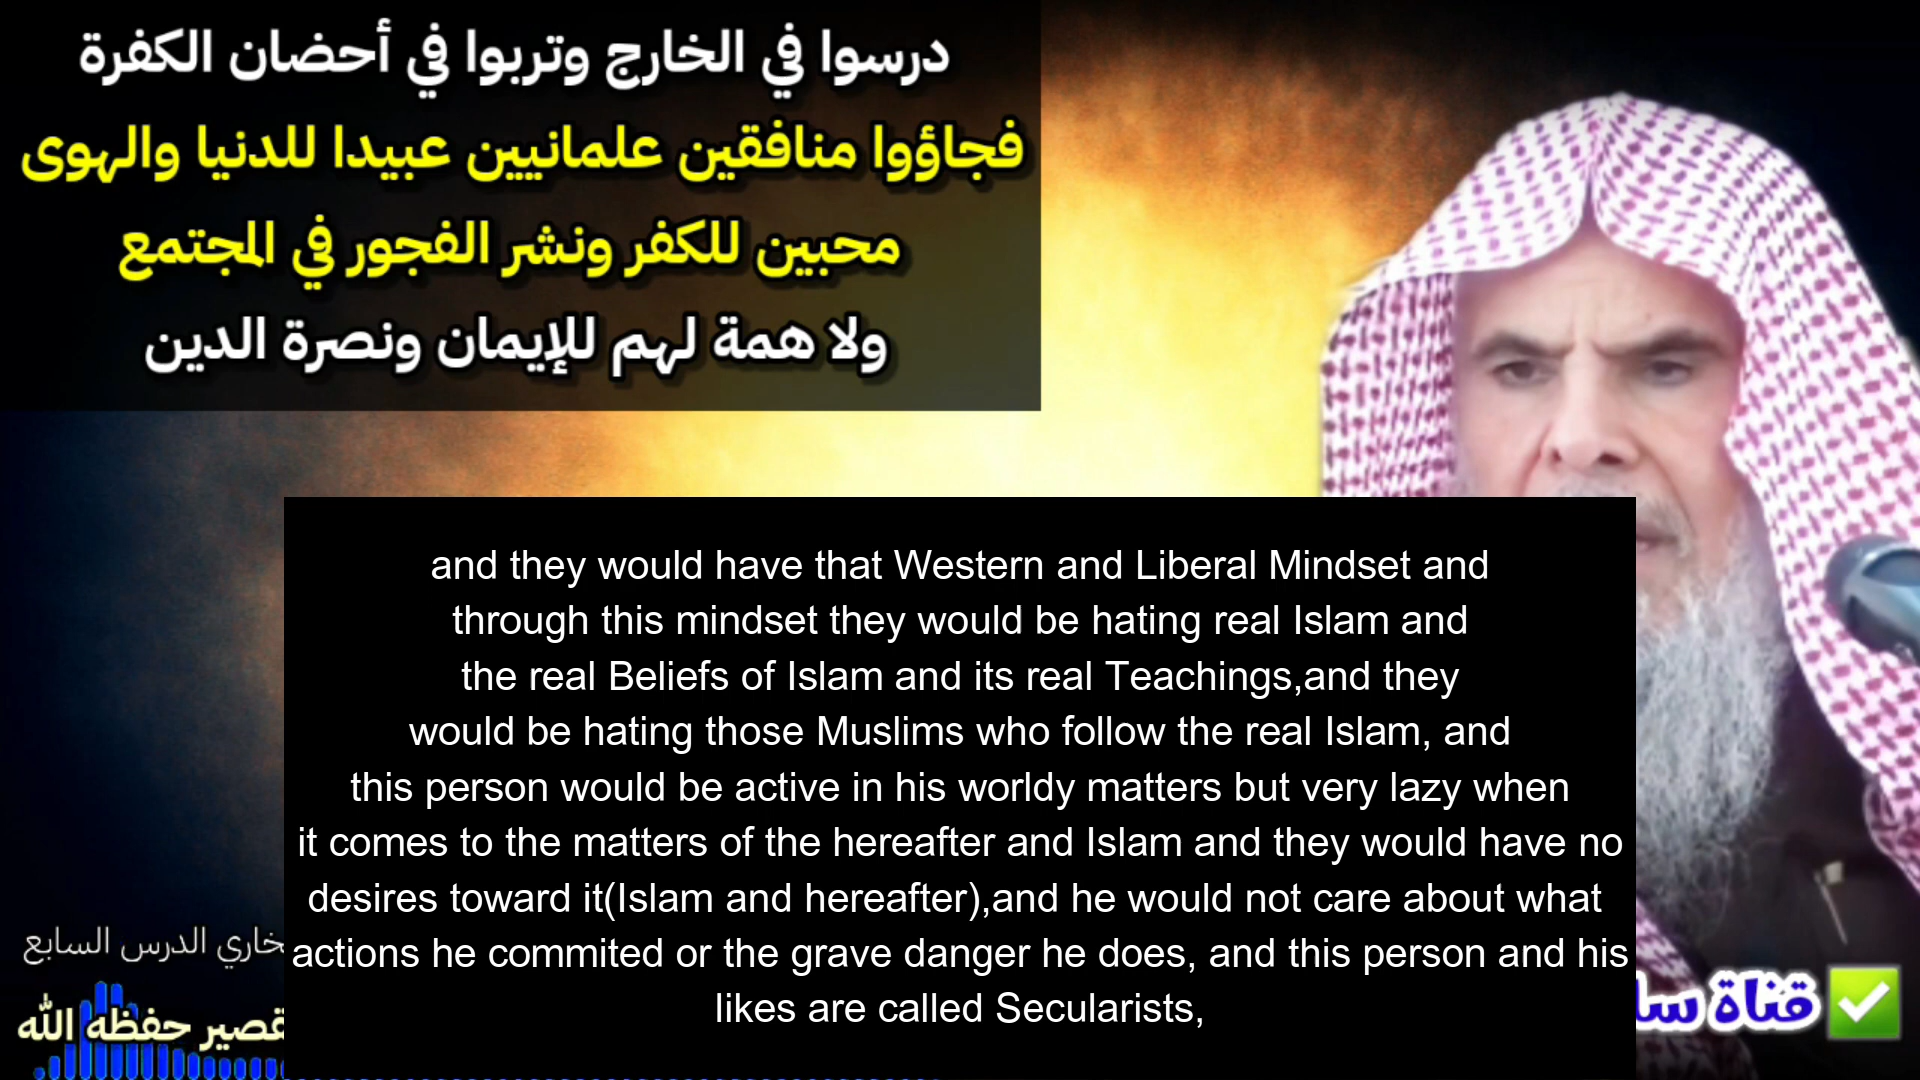 درسوا في الخارج وتربوا في أحضان الكفرة
فجاؤوا منافقين علمانيين عبيدا للدنيا والهوى
محبين للكفر ونشر الفجور في المجتمع
ولا همة لهم للإيمان ونصرة الدين
and they would have that Western and Liberal Mindset and
through this mindset they would be hating real Islam and
the real Beliefs of Islam and its real Teachings,and they
would be hating those Muslims who follow the real Islam, and
this person would be active in his worldy matters but very lazy when
it comes to the matters of the hereafter and Islam and they would have no
desires toward it(Islam and hereafter),and he would not care about what
actions he commited or the grave danger he does, and this person and his
likes are called Secularists,
الدرس السابع
حفظه الله
قناة